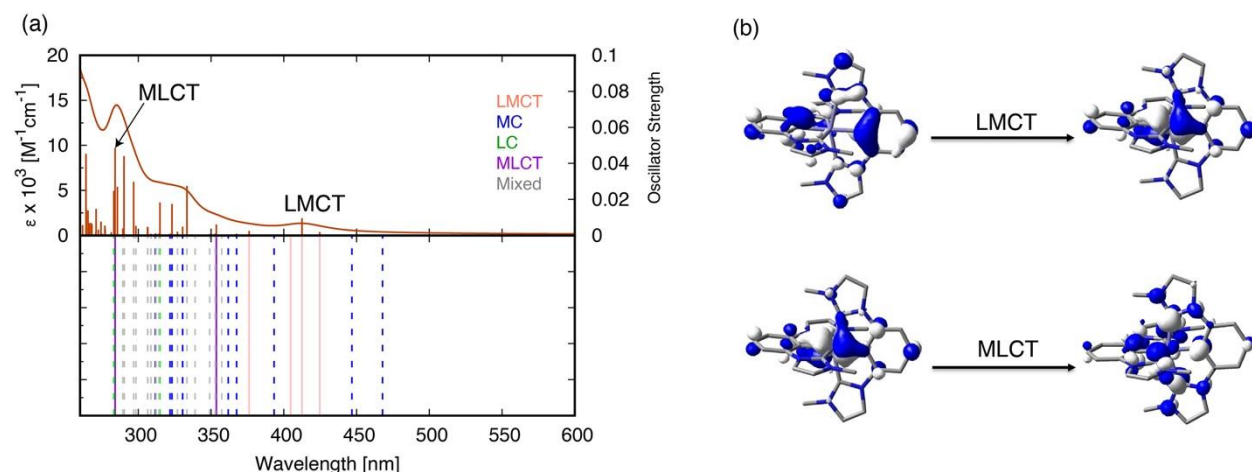 (a)
(b)
20
15
10
5
0
ε x 10³ [M⁻¹cm⁻¹]
MLCT
LMCT
LMCT
MC
LC
MLCT
Mixed
0.1
0.08
0.06
0.04
0.02
0
Oscillator Strength
300
350
400
450
500
550
600
Wavelength [nm]
LMCT
MLCT